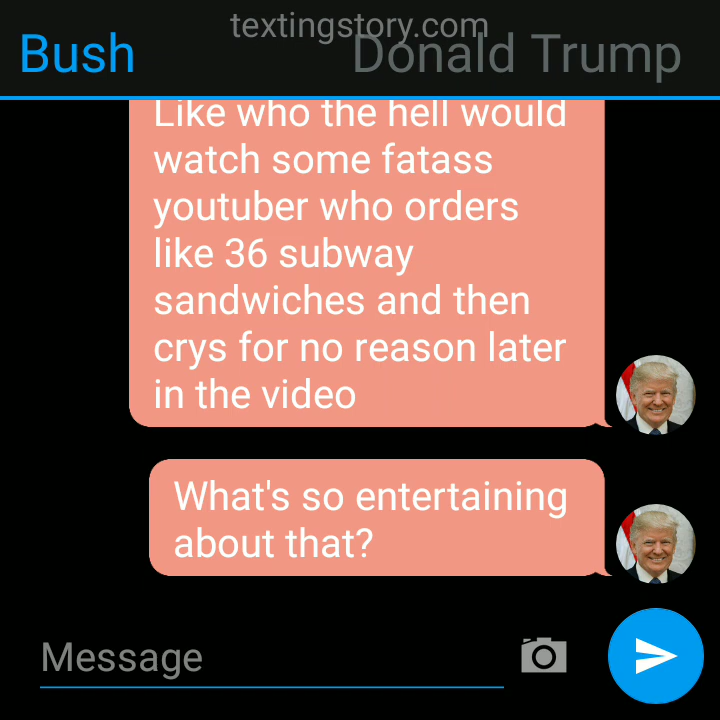 textingstory.com
Bush
Donald Trump
Like who the hell would
watch some fatass
youtuber who orders
like 36 subway
sandwiches and then
crys for no reason later
in the video
What's so entertaining
about that?
Message